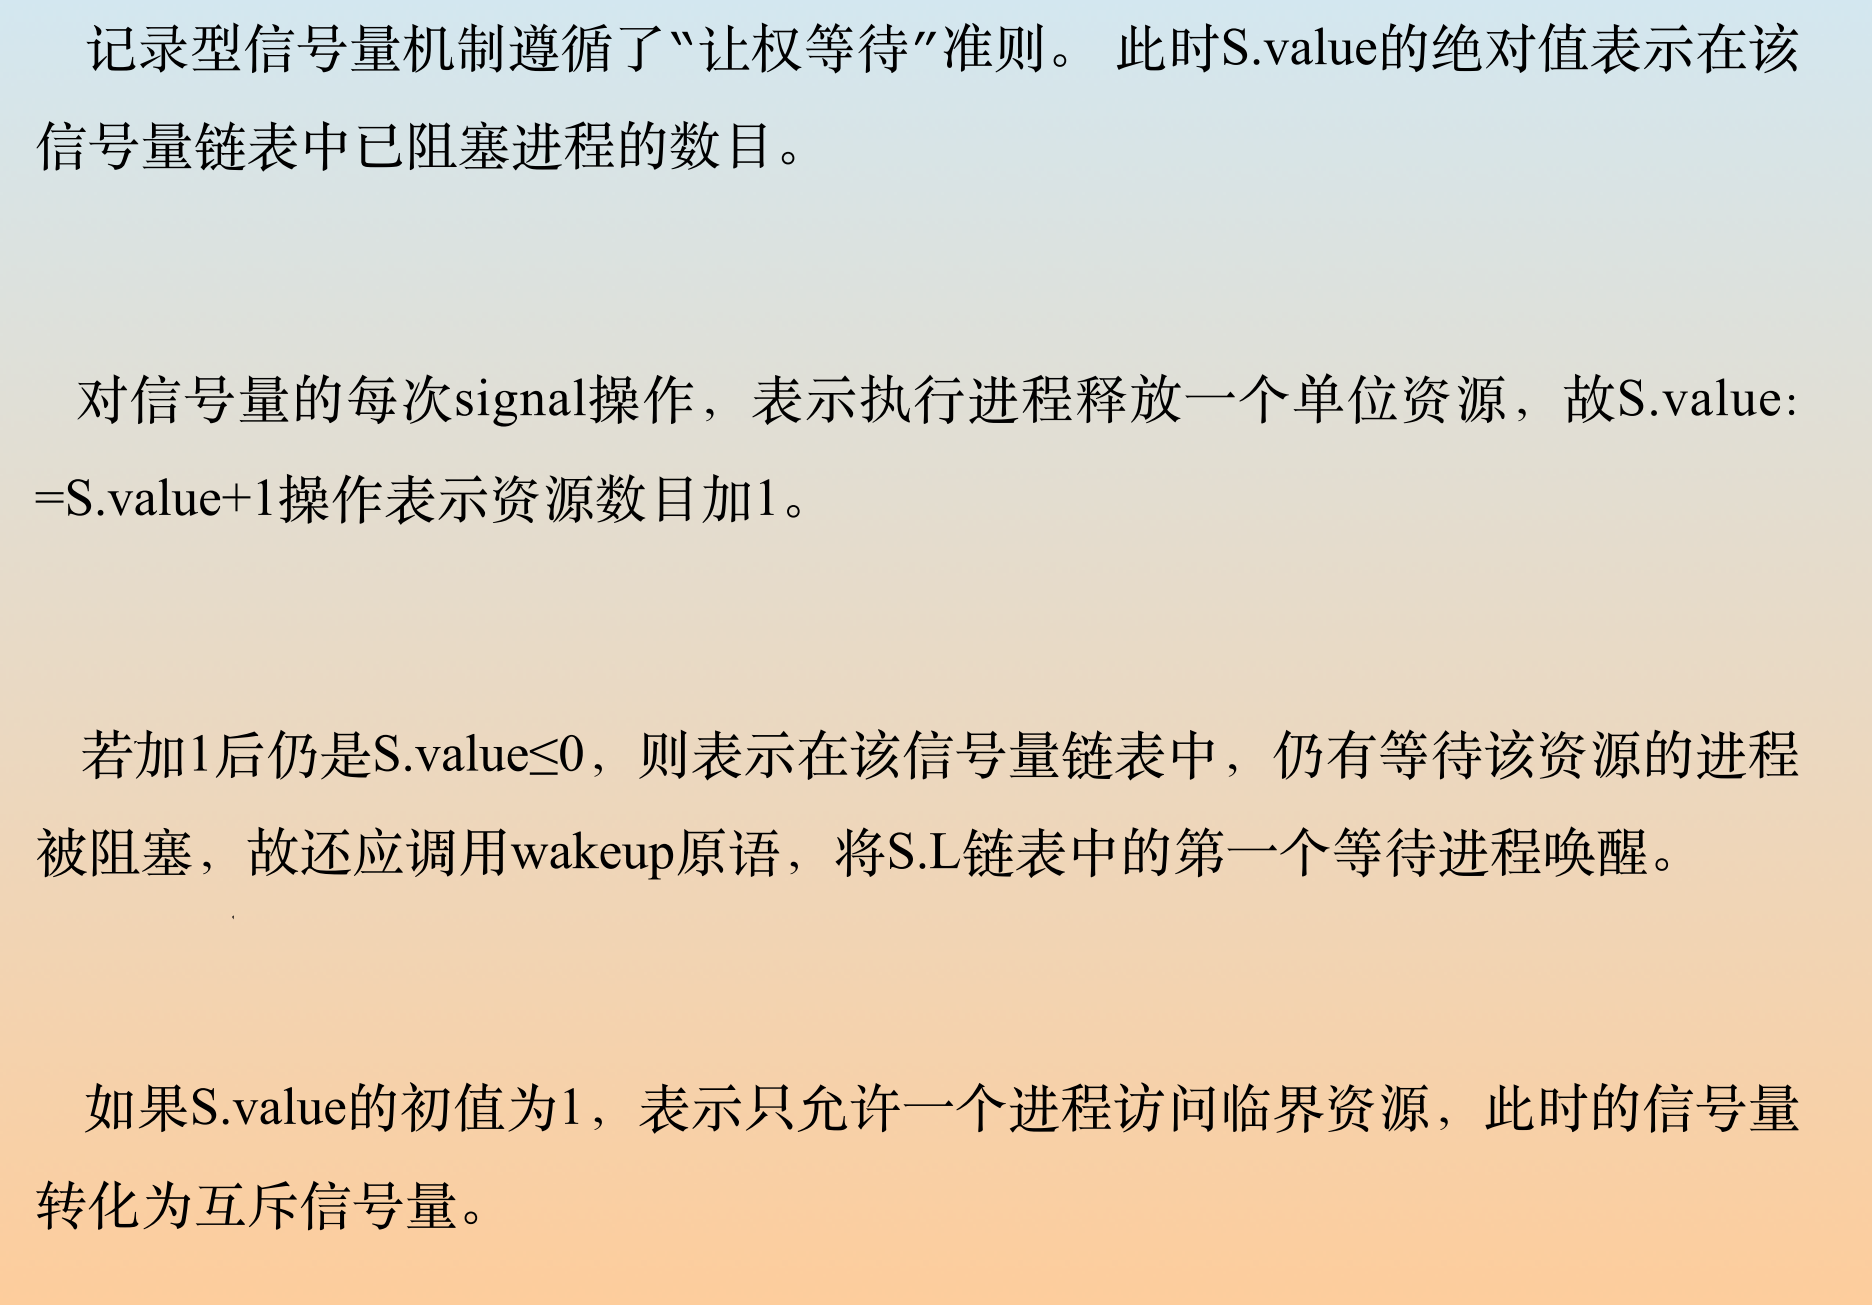 记录型信号量机制遵循了“让权等待”准则。 此时S.value的绝对值表示在该
信号量链表中已阻塞进程的数目。
对信号量的每次signal操作，表示执行进程释放一个单位资源，故S.value:
=S.value+1操作表示资源数目加1。
若加1后仍是S.value≤0，则表示在该信号量链表中，仍有等待该资源的进程
被阻塞，故还应调用wakeup原语，将S.L链表中的第一个等待进程唤醒。
如果S.value的初值为1，表示只允许一个进程访问临界资源，此时的信号量
转化为互斥信号量。